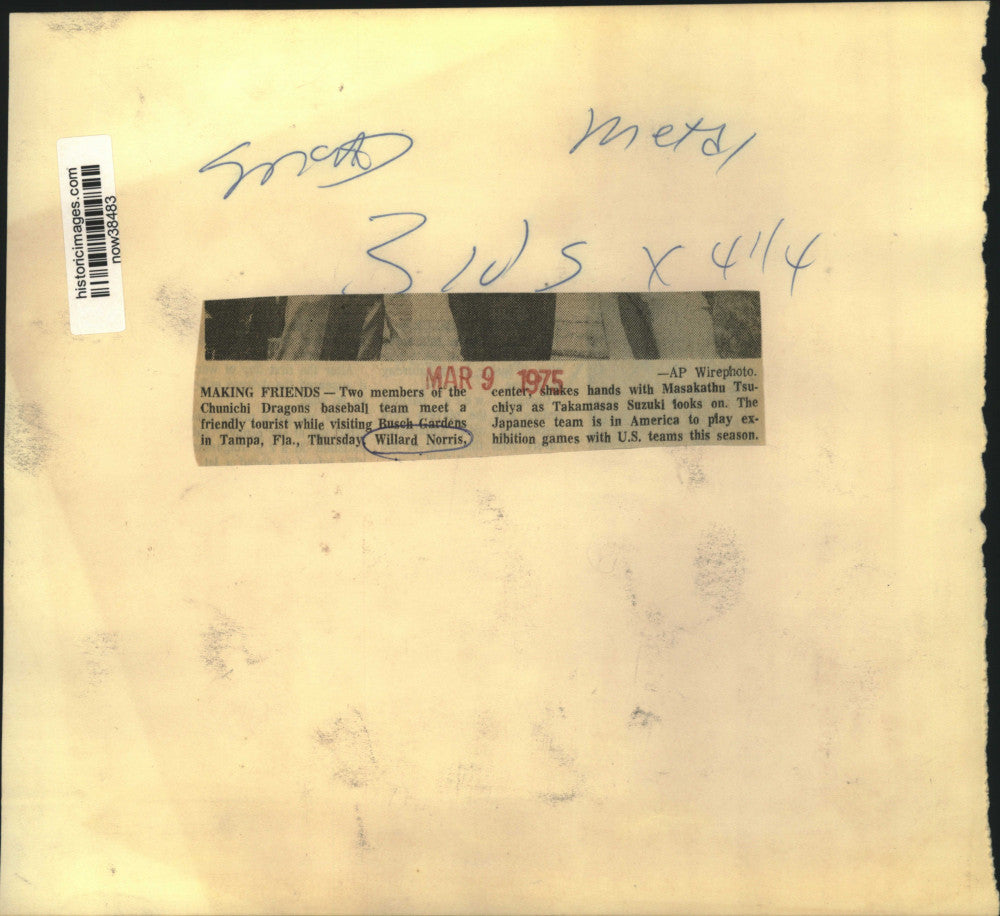 historicimages.com
now38483
Metal
3 cols x 4 1/4
—AP Wirephoto.
MAR 9 1975
MAKING FRIENDS — Two members of the
Chunichi Dragons baseball team meet a
friendly tourist while visiting Busch Gardens
in Tampa, Fla., Thursday. Willard Norris,
center, shakes hands with Masakathu Tsu-
chiya as Takamasas Suzuki looks on. The
Japanese team is in America to play ex-
hibition games with U.S. teams this season.